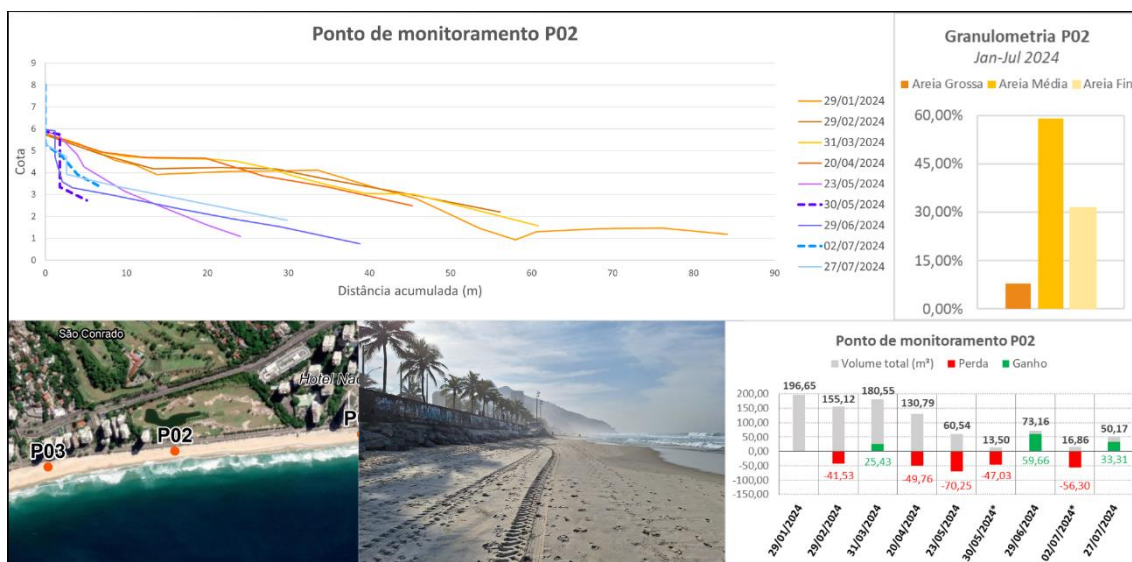 Ponto de monitoramento P02
Cota
9
8
7
6
5
4
3
2
1
0
0 10 20 30 40 50 60 70 80 90
Distância acumulada (m)
29/01/2024
29/02/2024
31/03/2024
20/04/2024
23/05/2024
30/05/2024
29/06/2024
02/07/2024
27/07/2024
Granulometria P02
Jan-Jul 2024
Areia Grossa Areia Média Areia Fin
60,00%
45,00%
30,00%
15,00%
0,00%
São Conrado
Hotel Nac
P03
P02
P
Ponto de monitoramento P02
Volume total (m³) Perda Ganho
200,00
150,00
100,00
50,00
0,00
-50,00
-100,00
-150,00
196,65 155,12 180,55 130,79 60,54 13,50 73,16 16,86 50,17
-41,53 25,43 -49,76 -70,25 -47,03 59,66 -56,30 33,31
29/01/2024 29/02/2024 31/03/2024 20/04/2024 23/05/2024 30/05/2024* 29/06/2024 02/07/2024* 27/07/2024